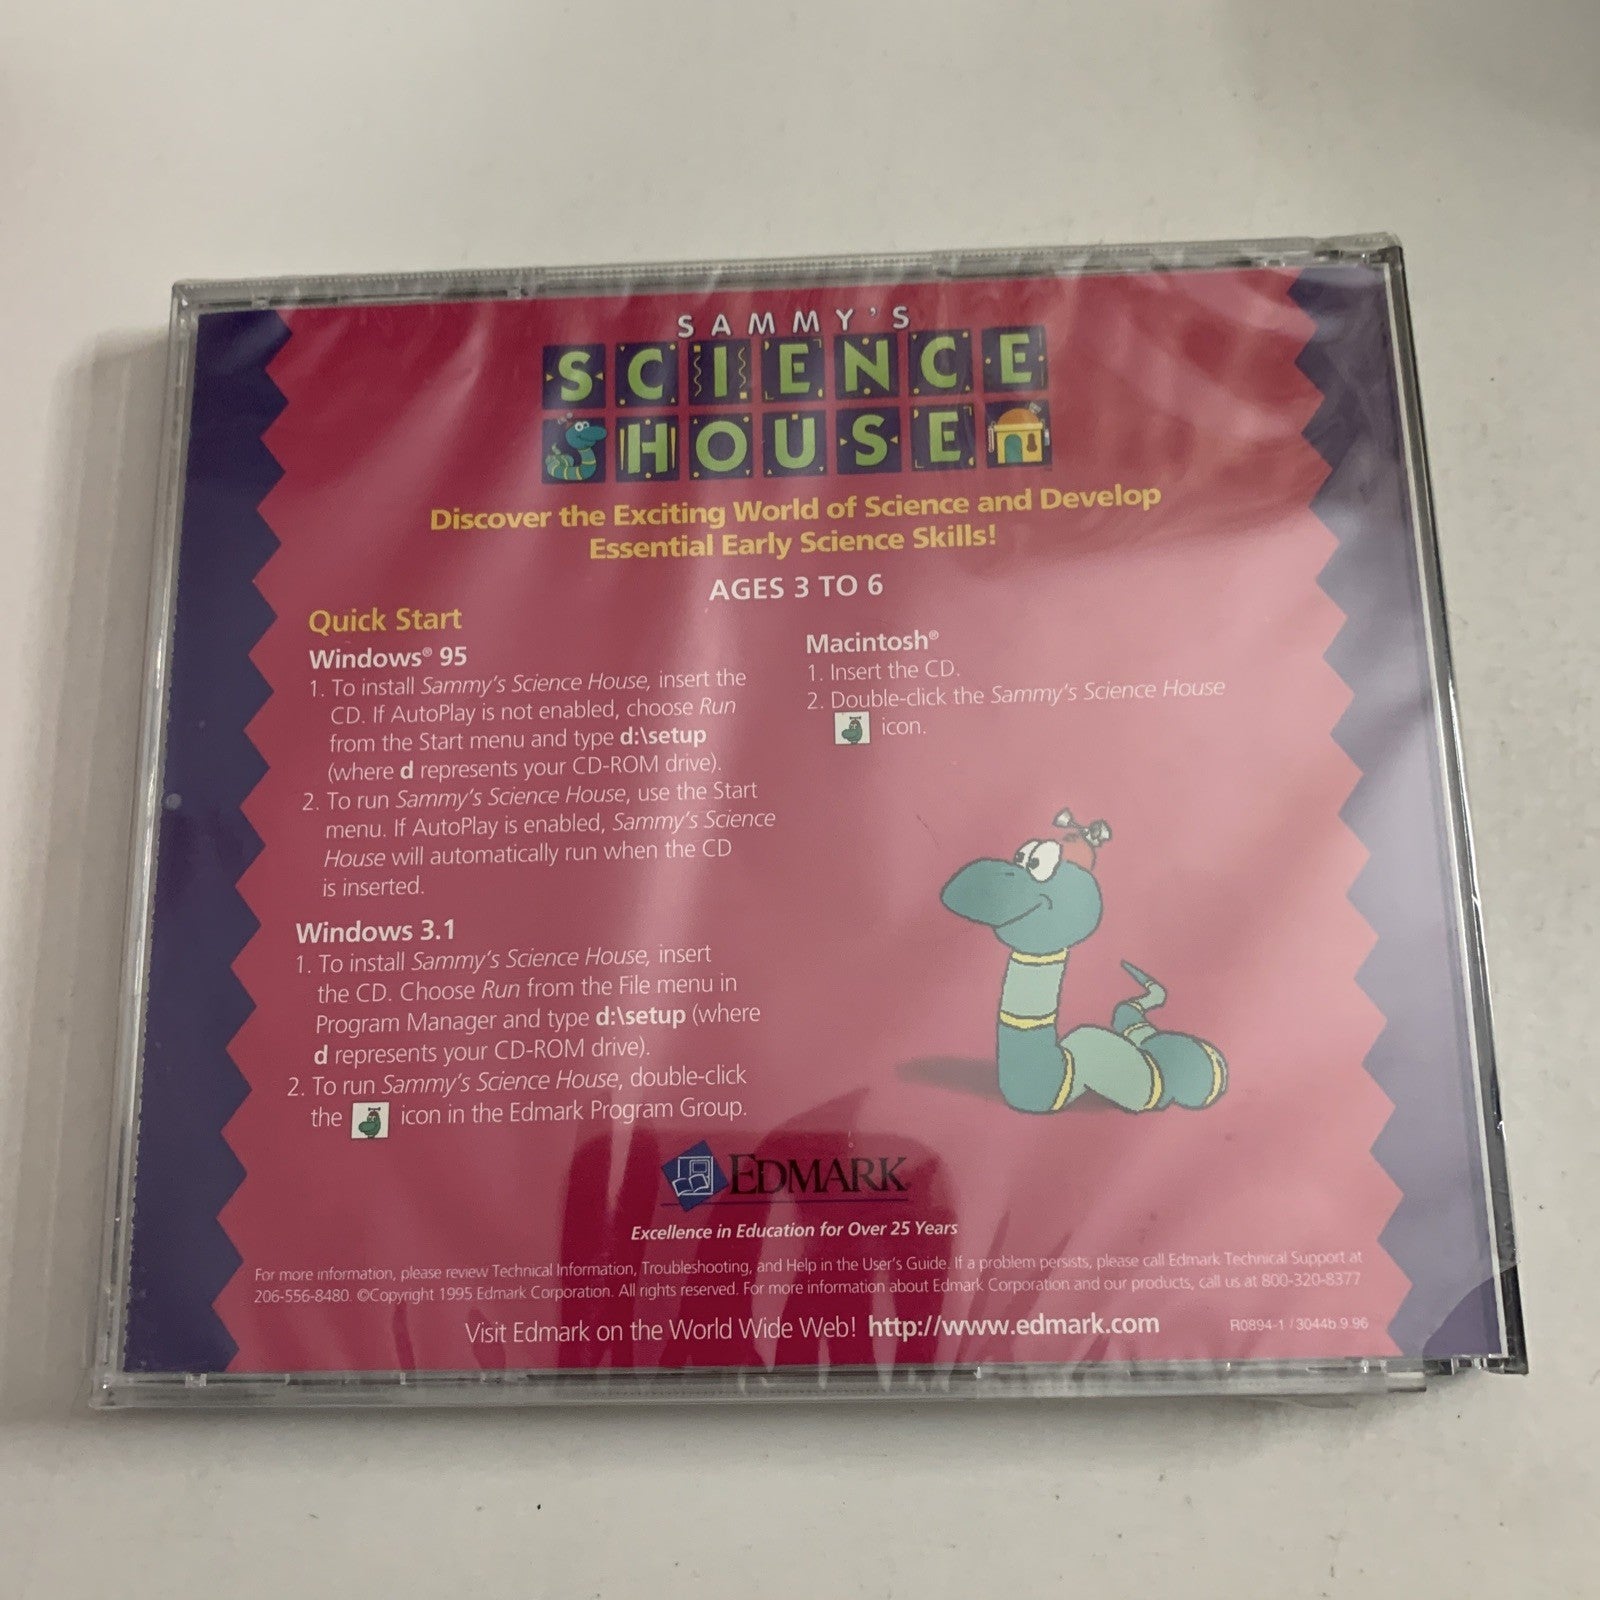 SAMMY'S
SCIENCE
HOUSE
Discover the Exciting World of Science and Develop
Essential Early Science Skills!
AGES 3 TO 6
Quick Start
Windows® 95
1. To install Sammy's Science House, insert the
CD. If AutoPlay is not enabled, choose Run
from the Start menu and type d:\setup
(where d represents your CD-ROM drive).
2. To run Sammy's Science House, use the Start
menu. If AutoPlay is enabled, Sammy's Science
House will automatically run when the CD
is inserted.
Windows 3.1
1. To install Sammy's Science House, insert
the CD. Choose Run from the File menu in
Program Manager and type d:\setup (where
d represents your CD-ROM drive).
2. To run Sammy's Science House, double-click
the icon in the Edmark Program Group.
Macintosh®
1. Insert the CD.
2. Double-click the Sammy's Science House
icon.
EDMARK
Excellence in Education for Over 25 Years
For more information, please review Technical Information, Troubleshooting, and Help in the User's Guide. If a problem persists, please call Edmark Technical Support at
206-556-8480. ©Copyright 1995 Edmark Corporation. All rights reserved. For more information about Edmark Corporation and our products, call us at 800-320-8377
Visit Edmark on the World Wide Web! http://www.edmark.com
R0894-1 / 3044b.9.96